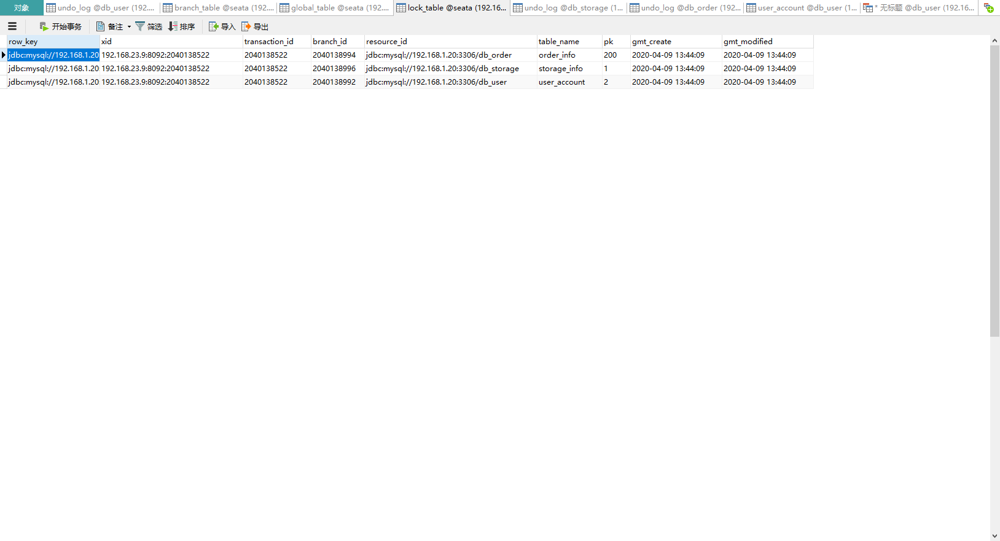 对象 undo_log @db_user (192.... branch_table @seata (192.... global_table @seata (192.... lock_table @seata (192.16... undo_log @db_storage (1... undo_log @db_order (192... user_account @db_user (1... * 无标题 @db_user (192.16...
开始事务 备注 筛选 排序 导入 导出
row_key xid transaction_id branch_id resource_id table_name pk gmt_create gmt_modified
jdbc:mysql://192.168.1.20 192.168.23.9:8092:2040138522 2040138522 2040138994 jdbc:mysql://192.168.1.20:3306/db_order order_info 200 2020-04-09 13:44:09 2020-04-09 13:44:09
jdbc:mysql://192.168.1.20 192.168.23.9:8092:2040138522 2040138522 2040138996 jdbc:mysql://192.168.1.20:3306/db_storage storage_info 1 2020-04-09 13:44:09 2020-04-09 13:44:09
jdbc:mysql://192.168.1.20 192.168.23.9:8092:2040138522 2040138522 2040138992 jdbc:mysql://192.168.1.20:3306/db_user user_account 2 2020-04-09 13:44:09 2020-04-09 13:44:09